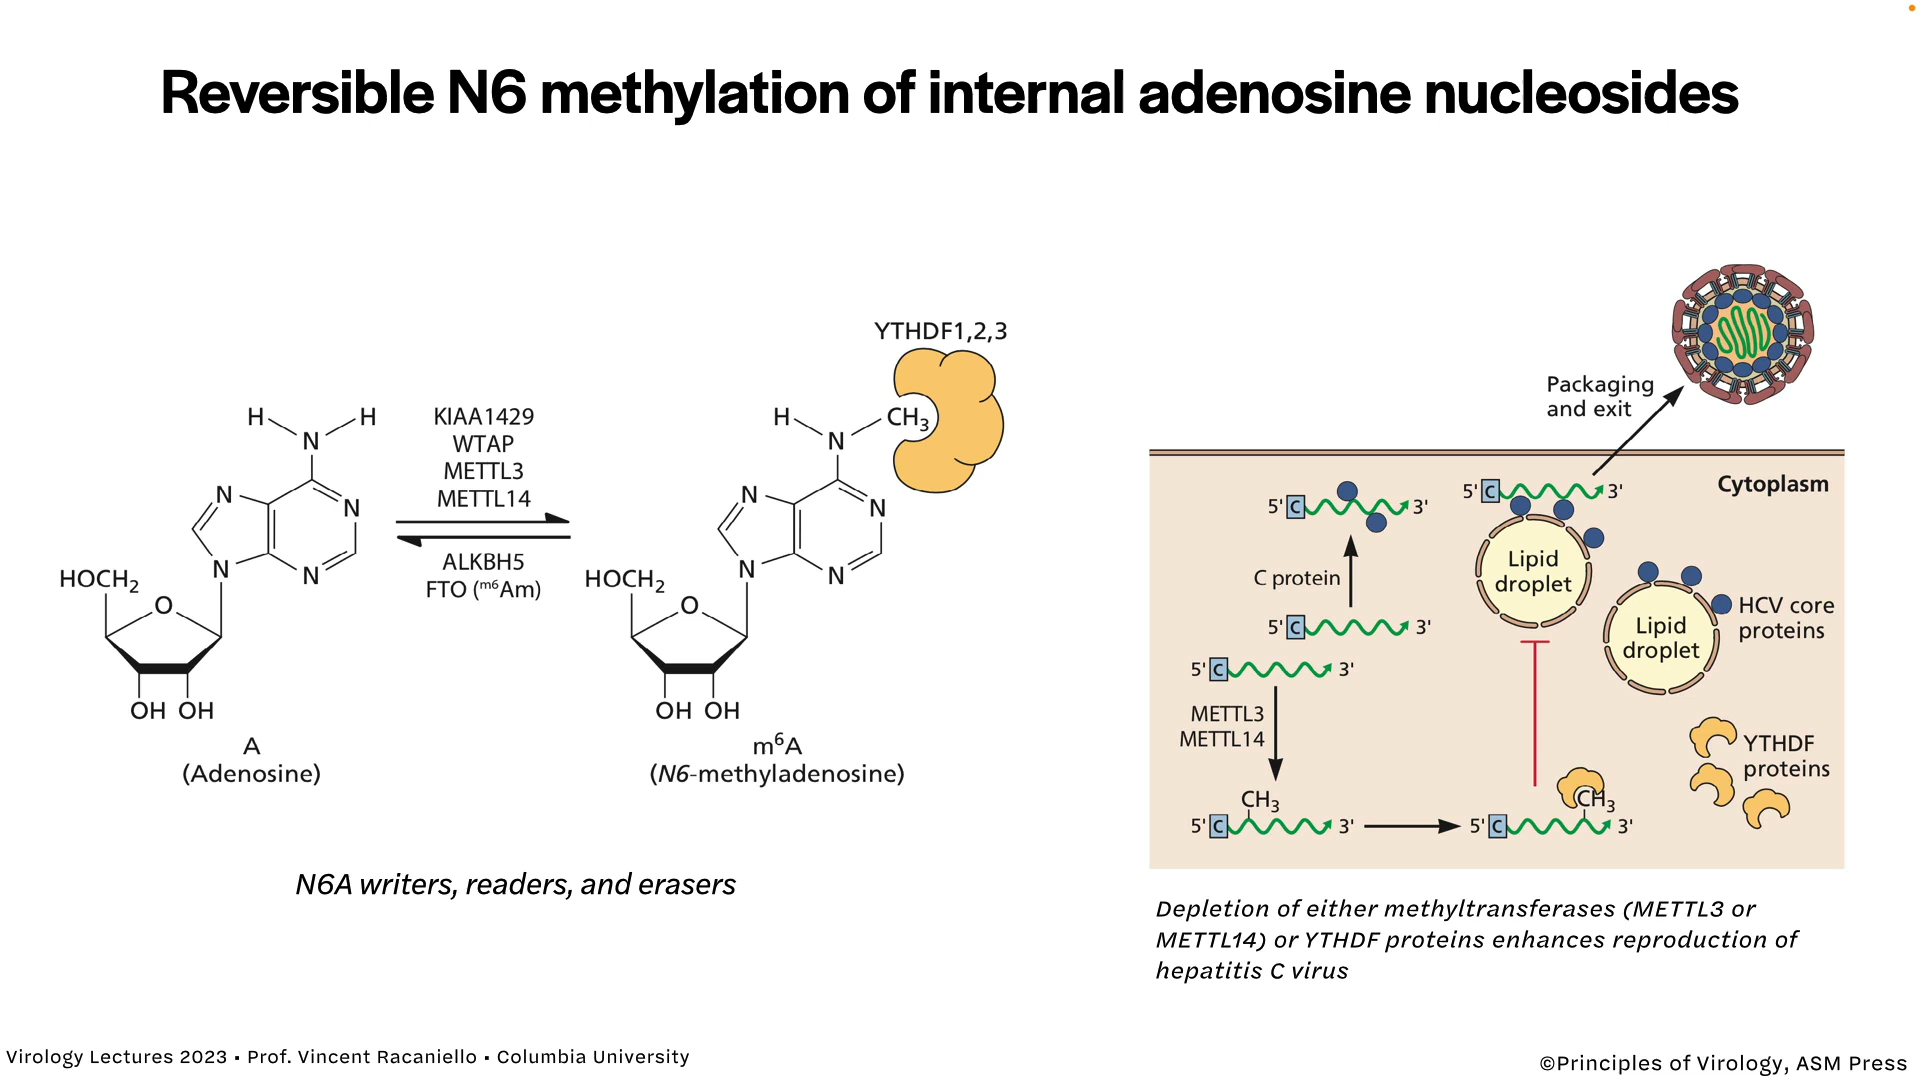 Reversible N6 methylation of internal adenosine nucleosides
H
H
N
N
N
N
N
HOCH2
O
OH OH
A
(Adenosine)
KIAA1429
WTAP
METTL3
METTL14
ALKBH5
FTO (m6Am)
YTHDF1,2,3
H
CH3
N
N
N
N
N
HOCH2
O
OH OH
m6A
(N6-methyladenosine)
N6A writers, readers, and erasers
Packaging
and exit
Cytoplasm
5' C 3'
5' C 3'
C protein
5' C 3'
5' C 3'
METTL3
METTL14
CH3
5' C 3'
CH3
5' C 3'
Lipid
droplet
Lipid
droplet
HCV core
proteins
YTHDF
proteins
Depletion of either methyltransferases (METTL3 or
METTL14) or YTHDF proteins enhances reproduction of
hepatitis C virus
Virology Lectures 2023 • Prof. Vincent Racaniello • Columbia University
©Principles of Virology, ASM Press